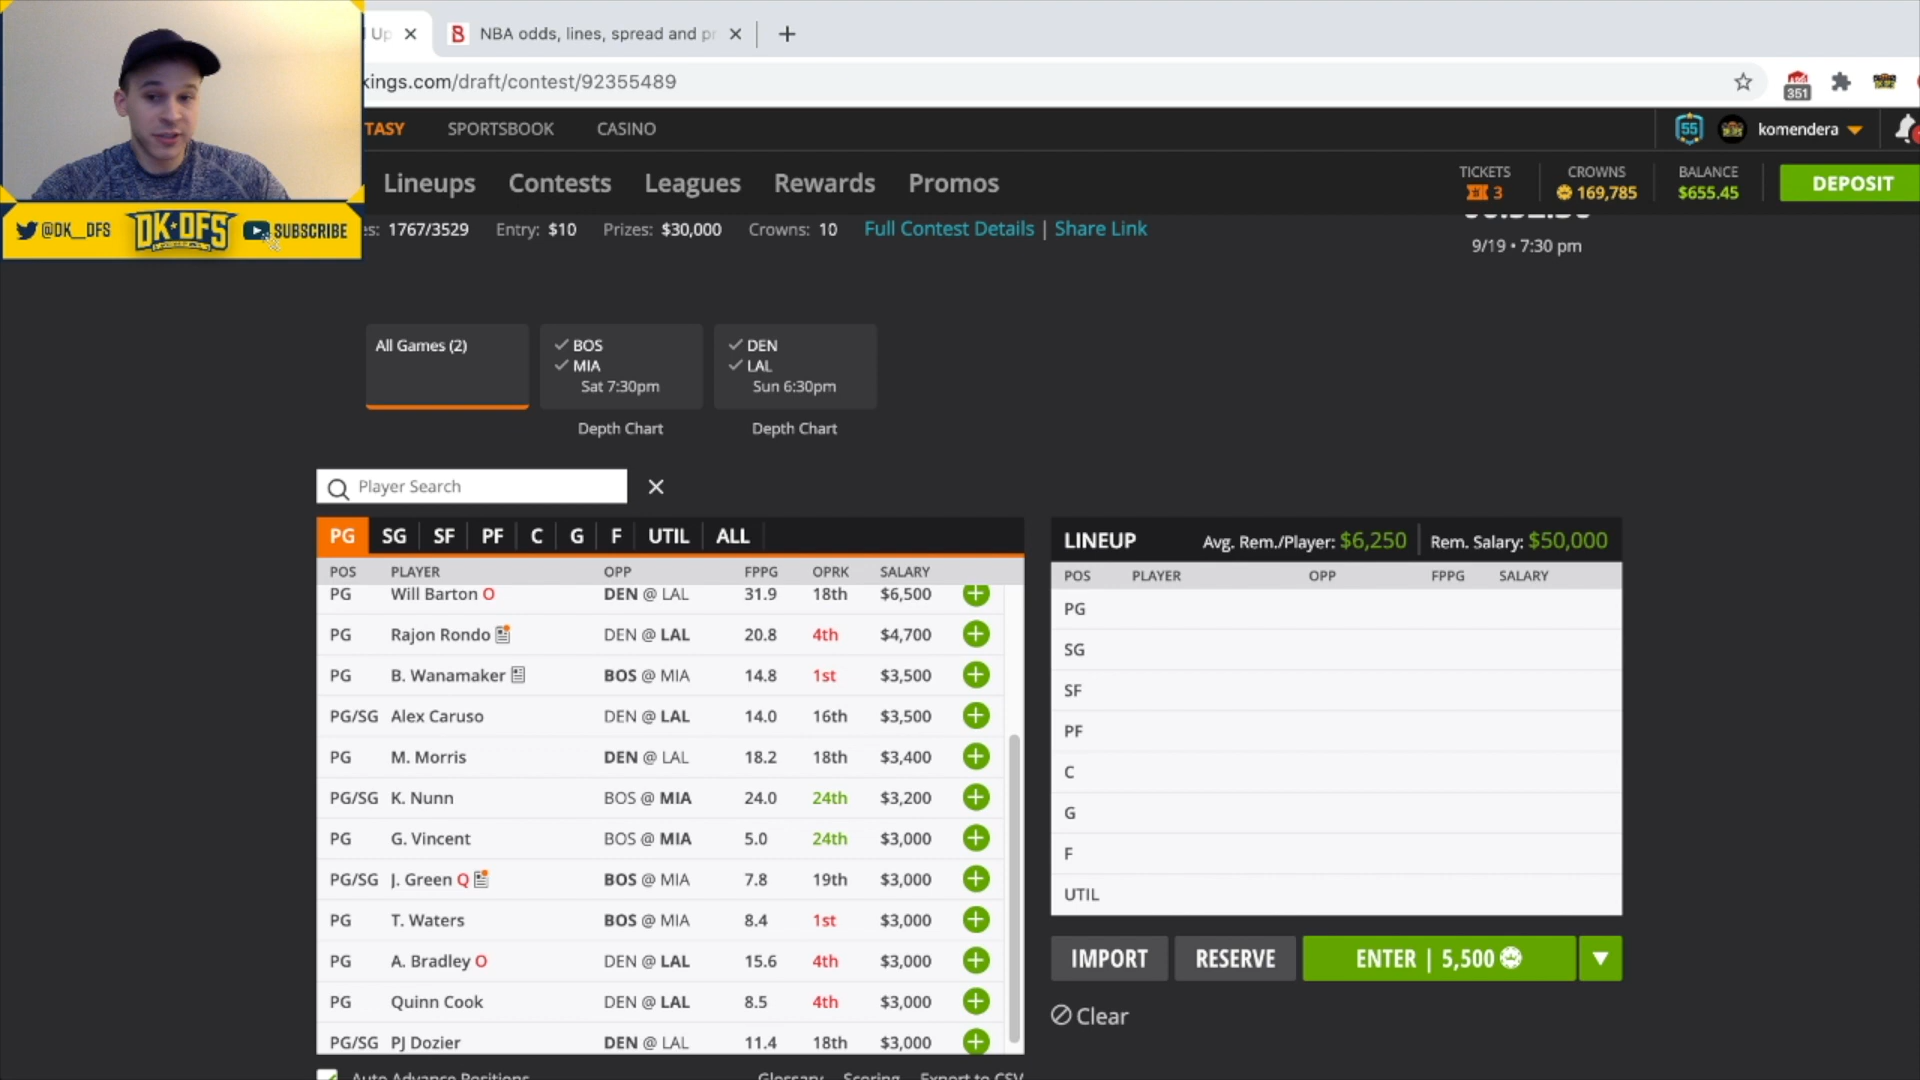 Up
NBA odds, lines, spread and pr
kings.com/draft/contest/92355489
351
TASY SPORTSBOOK CASINO
55 komendera
Lineups Contests Leagues Rewards Promos
TICKETS 3
CROWNS 169,785
BALANCE $655.45
DEPOSIT
@DK__DFS DK DFS SUBSCRIBE
es: 1767/3529 Entry: $10 Prizes: $30,000 Crowns: 10 Full Contest Details | Share Link
9/19 • 7:30 pm
All Games (2)
BOS
MIA
Sat 7:30pm
Depth Chart
DEN
LAL
Sun 6:30pm
Depth Chart
Player Search
PG SG SF PF C G F UTIL ALL
POS PLAYER OPP FPPG OPRK SALARY
PG Will Barton O DEN @ LAL 31.9 18th $6,500
PG Rajon Rondo DEN @ LAL 20.8 4th $4,700
PG B. Wanamaker BOS @ MIA 14.8 1st $3,500
PG/SG Alex Caruso DEN @ LAL 14.0 16th $3,500
PG M. Morris DEN @ LAL 18.2 18th $3,400
PG/SG K. Nunn BOS @ MIA 24.0 24th $3,200
PG G. Vincent BOS @ MIA 5.0 24th $3,000
PG/SG J. Green Q BOS @ MIA 7.8 19th $3,000
PG T. Waters BOS @ MIA 8.4 1st $3,000
PG A. Bradley O DEN @ LAL 15.6 4th $3,000
PG Quinn Cook DEN @ LAL 8.5 4th $3,000
PG/SG PJ Dozier DEN @ LAL 11.4 18th $3,000
Auto Advance Positions Glossary Scoring Export to CSV
LINEUP Avg. Rem./Player: $6,250 Rem. Salary: $50,000
POS PLAYER OPP FPPG SALARY
PG
SG
SF
PF
C
G
F
UTIL
IMPORT RESERVE ENTER | 5,500
Clear